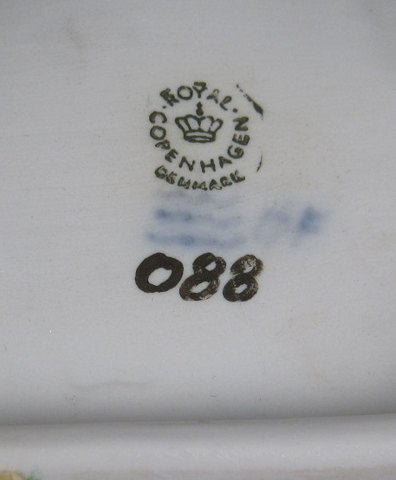 ROYAL
COPENHAGEN
DENMARK
088